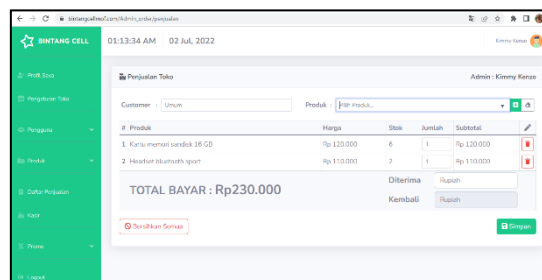 bintangcellno1.com/Admin_order/penjualan
BINTANG CELL
01:13:34 AM 02 Jul, 2022
Kimmy Kenzo
Profil Saya
Pengaturan Toko
Pengguna
Produk
Daftar Penjualan
Kasir
Promo
Logout
Penjualan Toko
Admin : Kimmy Kenzo
Customer : Umum
Produk : Pilih Produk...
# Produk Harga Stok Jumlah Subtotal
1 Kartu memori sandisk 16 GB Rp 120.000 6 1 Rp 120.000
2 Headset bluetooth sport Rp 110.000 2 1 Rp 110.000
TOTAL BAYAR : Rp230.000
Diterima Rupiah
Kembali Rupiah
Bersihkan Semua
Simpan